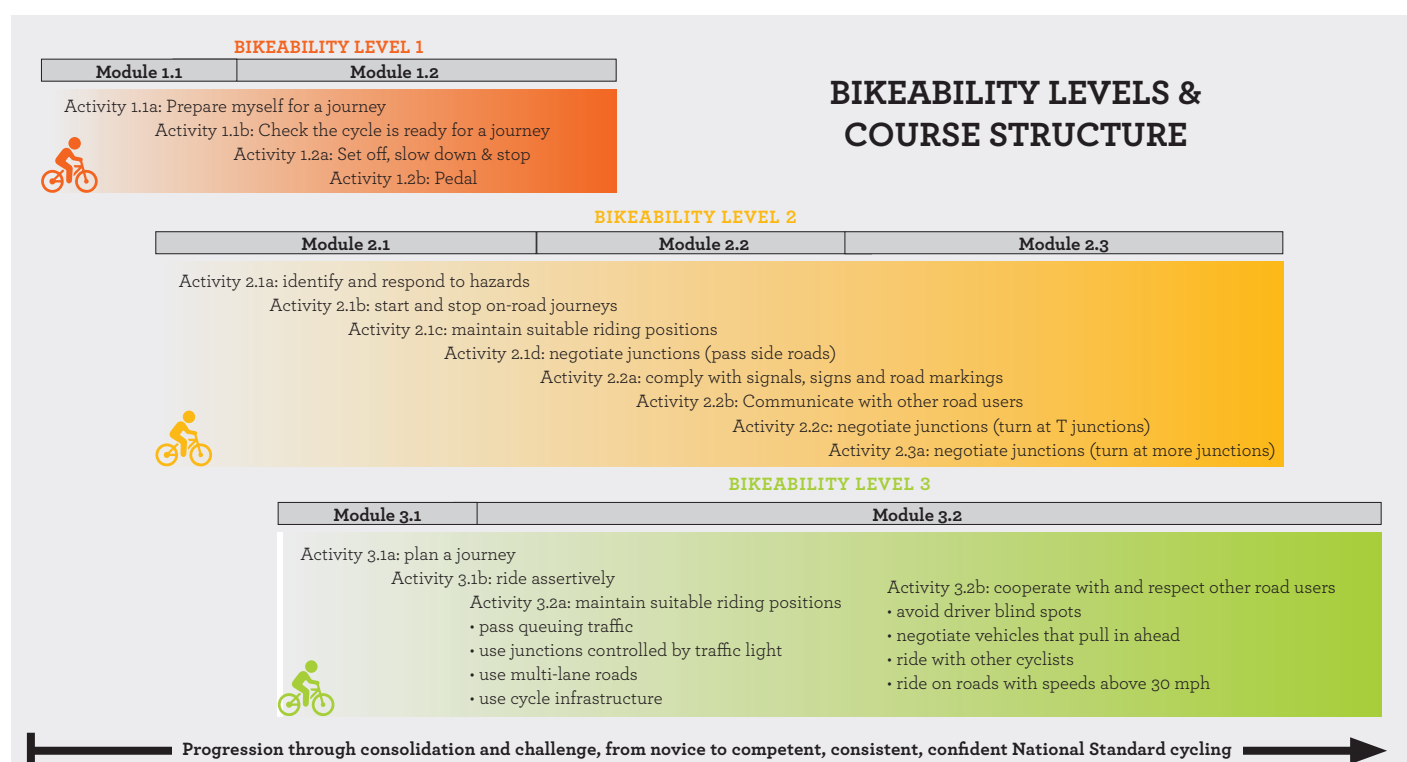 BIKEABILITY LEVEL 1
Module 1.1
Module 1.2
Activity 1.1a: Prepare myself for a journey
Activity 1.1b: Check the cycle is ready for a journey
Activity 1.2a: Set off, slow down & stop
Activity 1.2b: Pedal
BIKEABILITY LEVELS &
COURSE STRUCTURE
BIKEABILITY LEVEL 2
Module 2.1
Module 2.2
Module 2.3
Activity 2.1a: identify and respond to hazards
Activity 2.1b: start and stop on-road journeys
Activity 2.1c: maintain suitable riding positions
Activity 2.1d: negotiate junctions (pass side roads)
Activity 2.2a: comply with signals, signs and road markings
Activity 2.2b: Communicate with other road users
Activity 2.2c: negotiate junctions (turn at T junctions)
Activity 2.3a: negotiate junctions (turn at more junctions)
BIKEABILITY LEVEL 3
Module 3.1
Module 3.2
Activity 3.1a: plan a journey
Activity 3.1b: ride assertively
Activity 3.2a: maintain suitable riding positions
• pass queuing traffic
• use junctions controlled by traffic light
• use multi-lane roads
• use cycle infrastructure
Activity 3.2b: cooperate with and respect other road users
• avoid driver blind spots
• negotiate vehicles that pull in ahead
• ride with other cyclists
• ride on roads with speeds above 30 mph
Progression through consolidation and challenge, from novice to competent, consistent, confident National Standard cycling